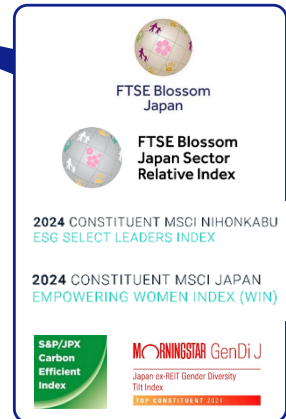 FTSE Blossom
Japan
FTSE Blossom
Japan Sector
Relative Index
2024 CONSTITUENT MSCI NIHONKABU
ESG SELECT LEADERS INDEX
2024 CONSTITUENT MSCI JAPAN
EMPOWERING WOMEN INDEX (WIN)
S&P/JPX
Carbon
Efficient
Index
MORNINGSTAR GenDi J
Japan ex-REIT Gender Diversity
Tilt Index
TOP CONSTITUENT 2024